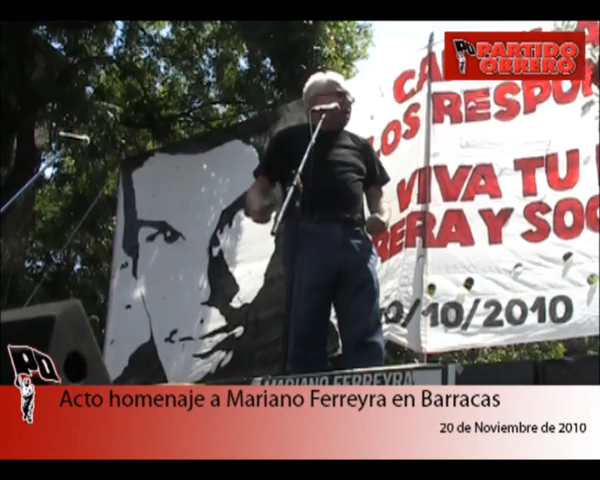 PO PARTIDO
OBRERO
LOS RESPON
VIVA TU
RERA Y SOC
0/10/2010
MARIANO FERREYRA
PO
Acto homenaje a Mariano Ferreyra en Barracas
20 de Noviembre de 2010